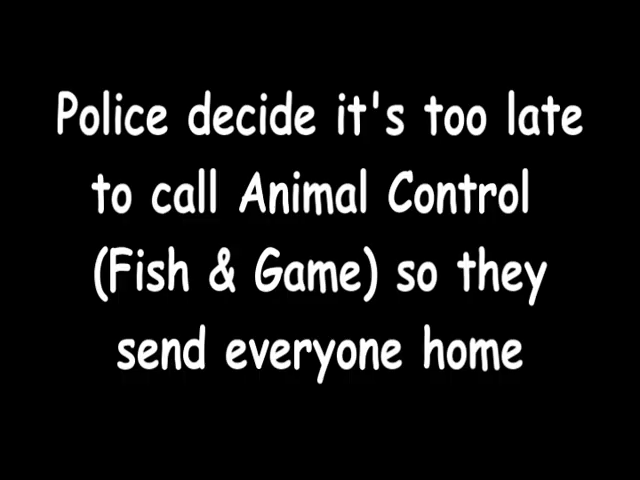 Police decide it's too late
to call Animal Control
(Fish & Game) so they
send everyone home